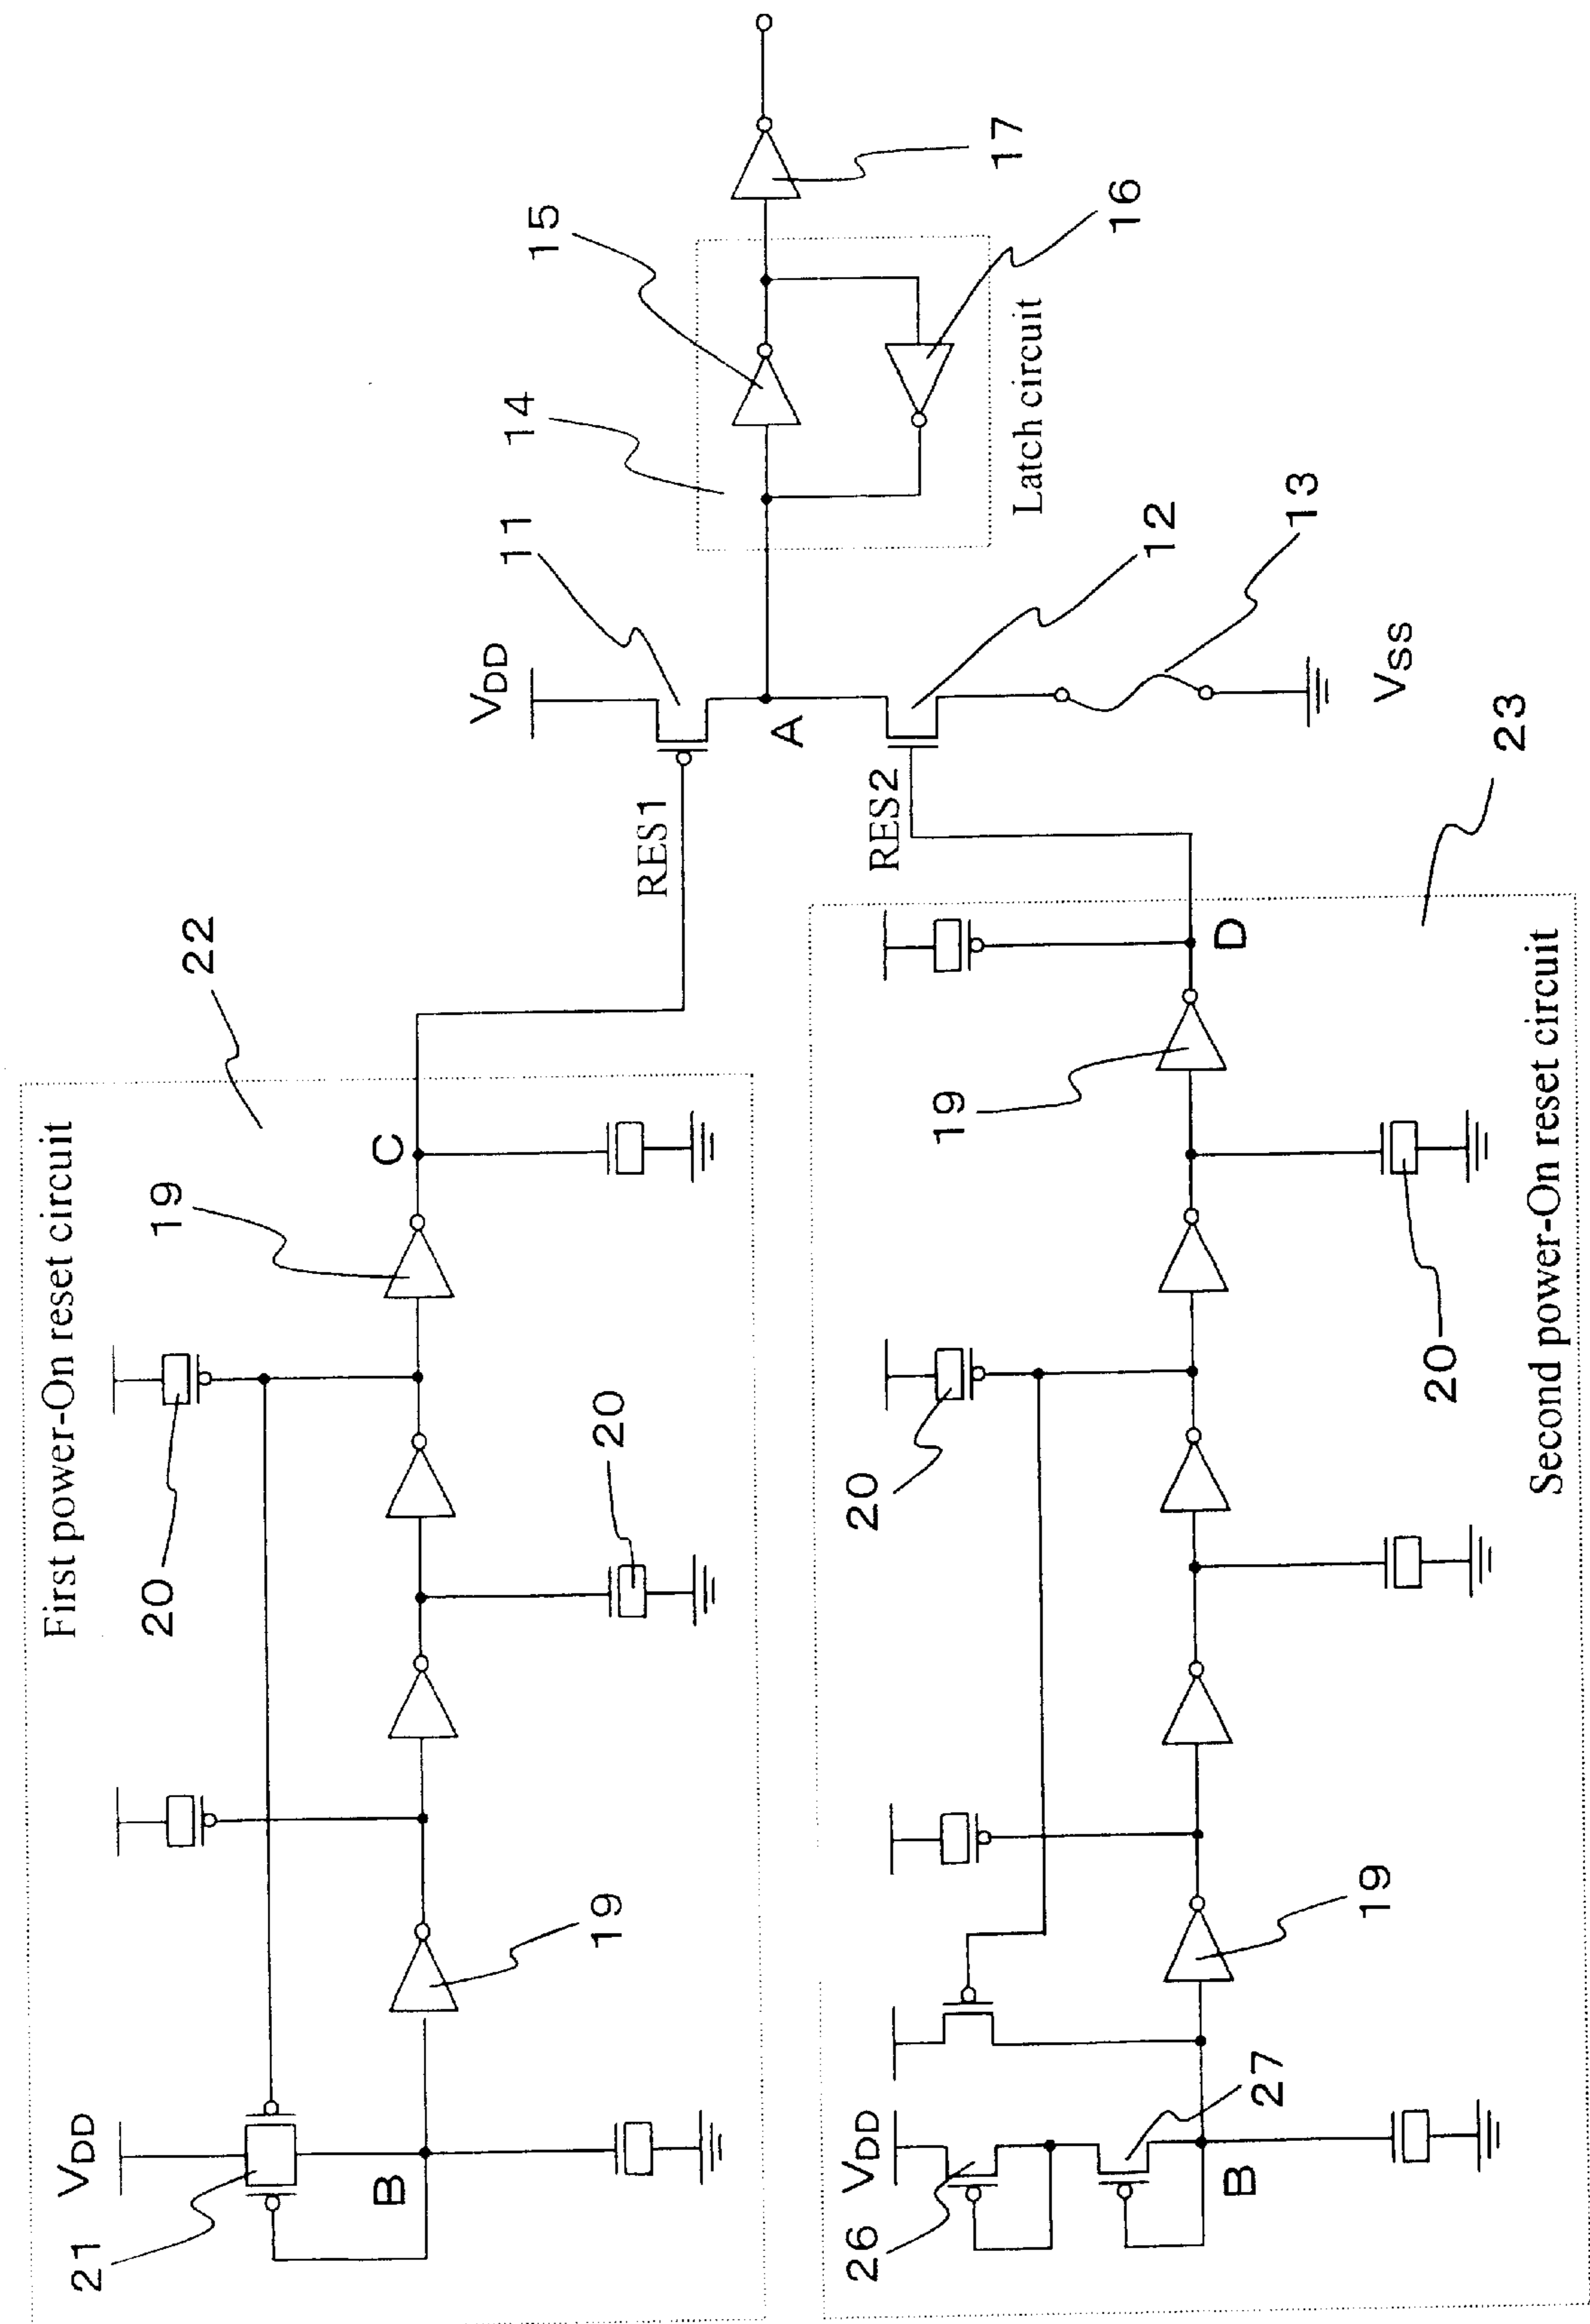 First power-On reset circuit
22
VDD
21
B
19
20
20
19
C
RES1
VDD
11
A
14
15
16
17
Latch circuit
RES2
12
13
VSS
23
VDD
26
27
B
19
20
20
19
D
Second power-On reset circuit